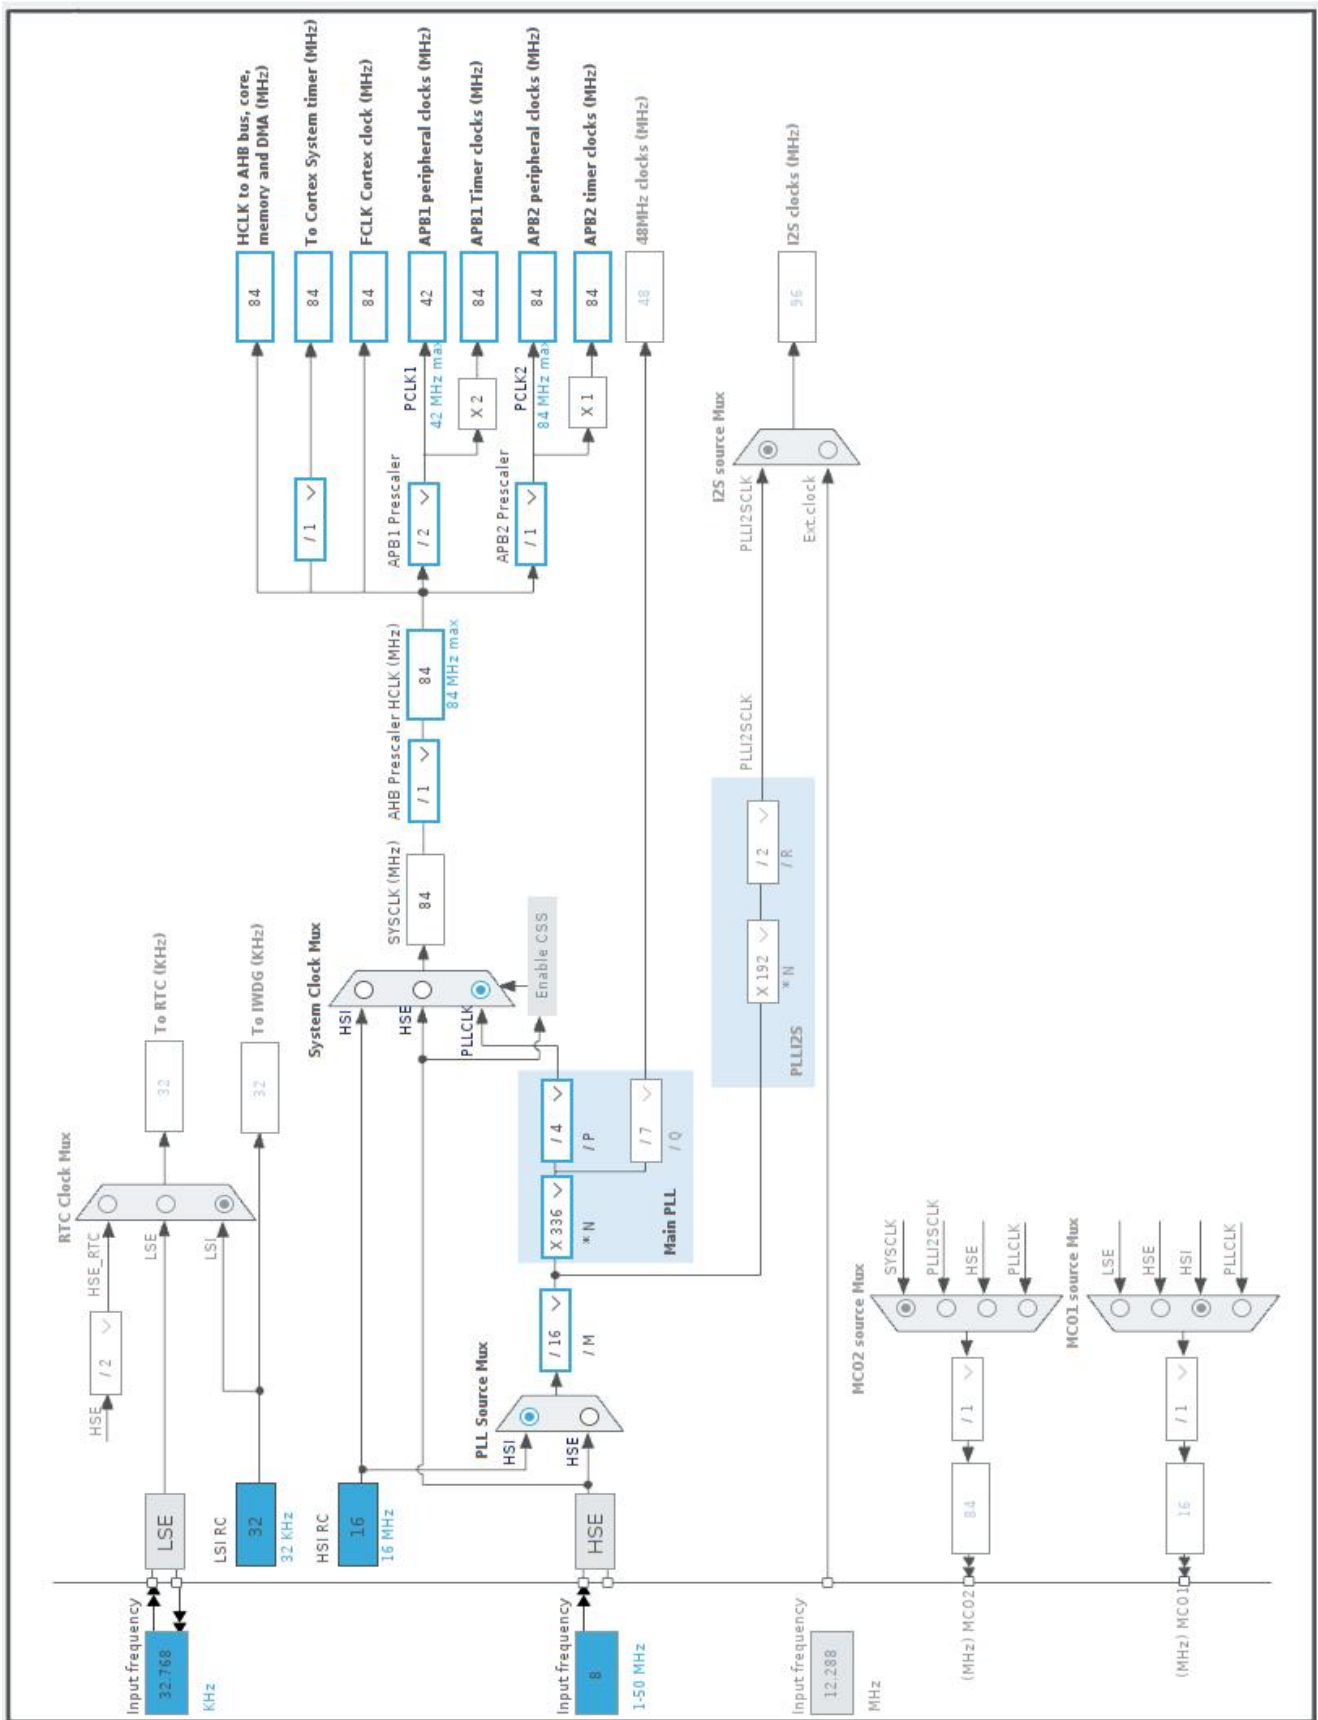 RTC Clock Mux
HSE
/ 2
HSE_RTC
LSE
LSI
To RTC (KHz)
32
To IWDG (KHz)
32
Input frequency
32.768
KHz
LSE
LSI RC
32
32 KHz
HSI RC
16
16 MHz
System Clock Mux
HSI
HSE
PLLCLK
Enable CSS
SYSCLK (MHz)
84
AHB Prescaler
/ 1
HCLK (MHz)
84
84 MHz max
HCLK to AHB bus, core,
memory and DMA (MHz)
84
/ 1
84
To Cortex System timer (MHz)
84
FCLK Cortex clock (MHz)
APB1 Prescaler
/ 2
PCLK1
42 MHz max
42
APB1 peripheral clocks (MHz)
X 2
84
APB1 Timer clocks (MHz)
APB2 Prescaler
/ 1
PCLK2
84 MHz max
84
APB2 peripheral clocks (MHz)
X 1
84
APB2 timer clocks (MHz)
48
48MHz clocks (MHz)
Input frequency
8
1-50 MHz
HSE
PLL Source Mux
HSI
HSE
/ 16
/ M
X 336
* N
/ 4
/ P
/ 7
/ Q
Main PLL
PLLI2S
X 192
* N
/ 2
/ R
PLLI2SCLK
I2S source Mux
PLLI2SCLK
Ext.clock
96
I2S clocks (MHz)
Input frequency
12.288
MHz
MCO2 source Mux
SYSCLK
PLLI2SCLK
HSE
PLLCLK
/ 1
84
(MHz) MCO2
MCO1 source Mux
LSE
HSE
HSI
PLLCLK
/ 1
16
(MHz) MCO1